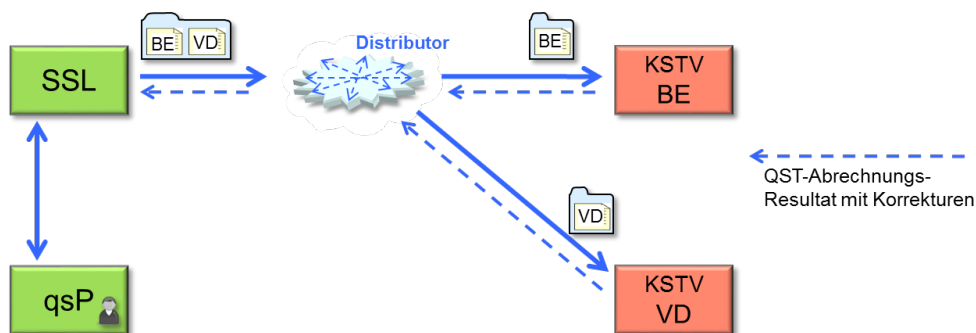 BE VD
SSL
Distributor
BE
KSTV
BE
QST-Abrechnungs-
Resultat mit Korrekturen
VD
qsP
KSTV
VD